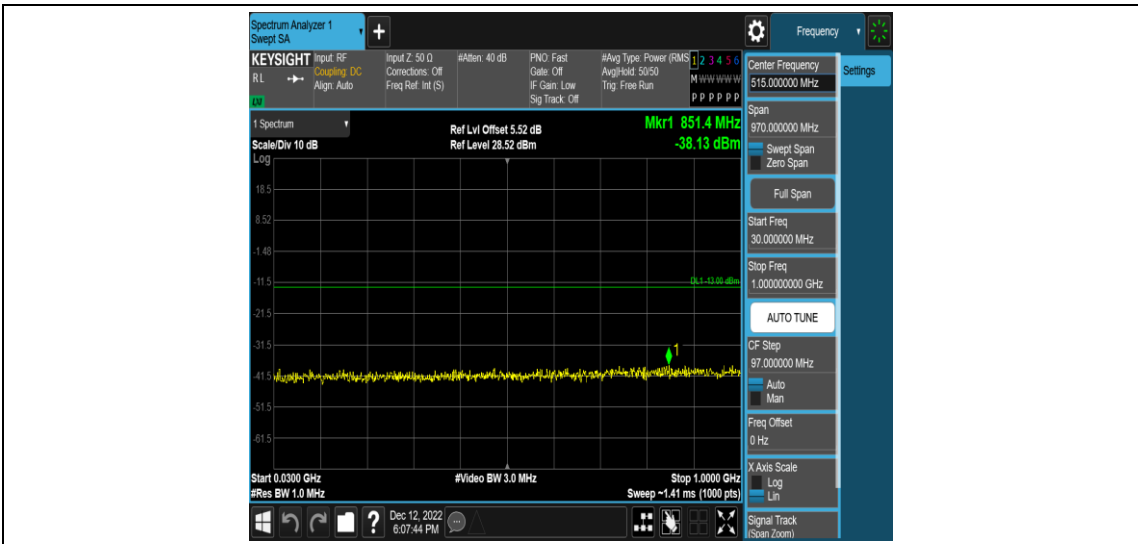 Spectrum Analyzer 1
Swept SA
+
Frequency
KEYSIGHT
RL
LXI
Input: RF
Coupling: DC
Align: Auto
Input Z: 50 Ω
Corrections: Off
Freq Ref: Int (S)
#Atten: 40 dB
PNO: Fast
Gate: Off
IF Gain: Low
Sig Track: Off
#Avg Type: Power (RMS
Avg|Hold: 50/50
Trig: Free Run
1 2 3 4 5 6
M W W W W W
P P P P P P
1 Spectrum
Scale/Div 10 dB
Ref Lvl Offset 5.52 dB
Ref Level 28.52 dBm
Mkr1 851.4 MHz
-38.13 dBm
Log
18.5
8.52
-1.48
-11.5
DL1 -13.00 dBm
-21.5
-31.5
1
-41.5
-51.5
-61.5
Start 0.0300 GHz
#Video BW 3.0 MHz
Stop 1.0000 GHz
#Res BW 1.0 MHz
Sweep ~1.41 ms (1000 pts)
?
Dec 12, 2022
6:07:44 PM
Center Frequency
515.000000 MHz
Settings
Span
970.000000 MHz
Swept Span
Zero Span
Full Span
Start Freq
30.000000 MHz
Stop Freq
1.000000000 GHz
AUTO TUNE
CF Step
97.000000 MHz
Auto
Man
Freq Offset
0 Hz
X Axis Scale
Log
Lin
Signal Track
(Span Zoom)